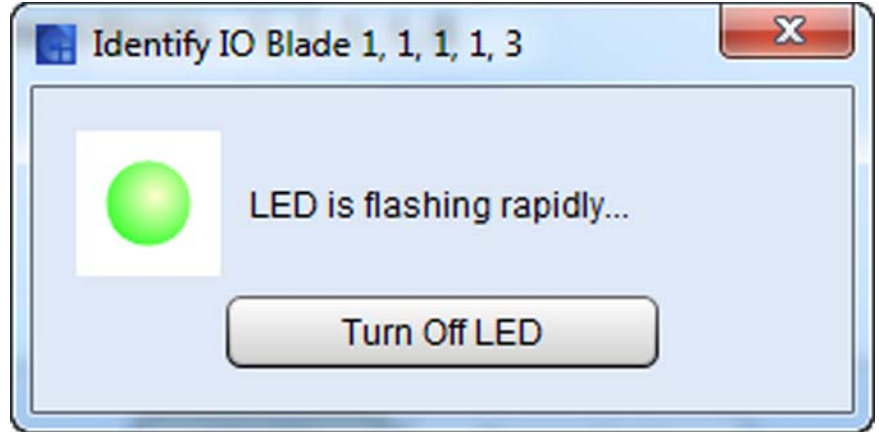 Identify IO Blade 1, 1, 1, 1, 3
LED is flashing rapidly...
Turn Off LED